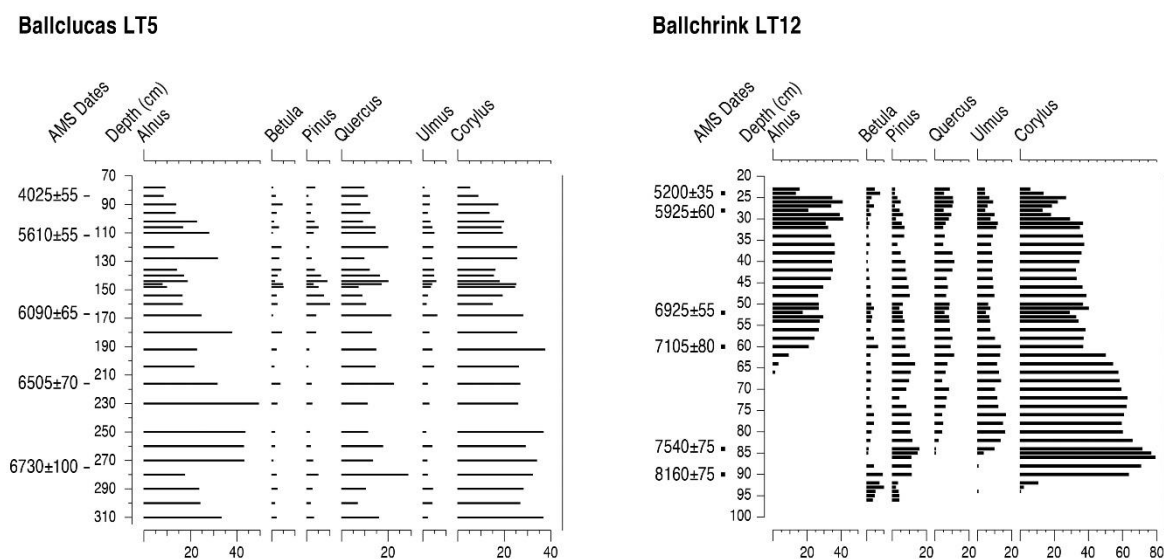 Ballclucas LT5
AMS Dates
Depth (cm)
Alnus
Betula
Pinus
Quercus
Ulmus
Corylus
70
4025±55
90
5610±55
110
130
150
6090±65
170
190
6505±70
210
230
250
6730±100
270
290
310
20 40 20 20 20 20 20 40
Ballchrink LT12
AMS Dates
Depth (cm)
Alnus
Betula
Pinus
Quercus
Ulmus
Corylus
20
5200±35
25
5925±60
30
35
40
45
50
6925±55
55
7105±80
60
65
70
75
80
7540±75
85
8160±75
90
95
100
20 40 20 20 20 20 20 40 60 80